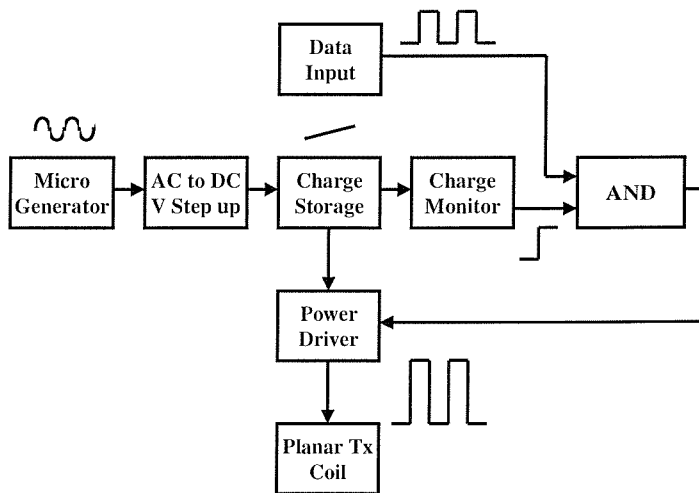 Data
Input
Micro
Generator
AC to DC
V Step up
Charge
Storage
Charge
Monitor
AND
Power
Driver
Planar Tx
Coil